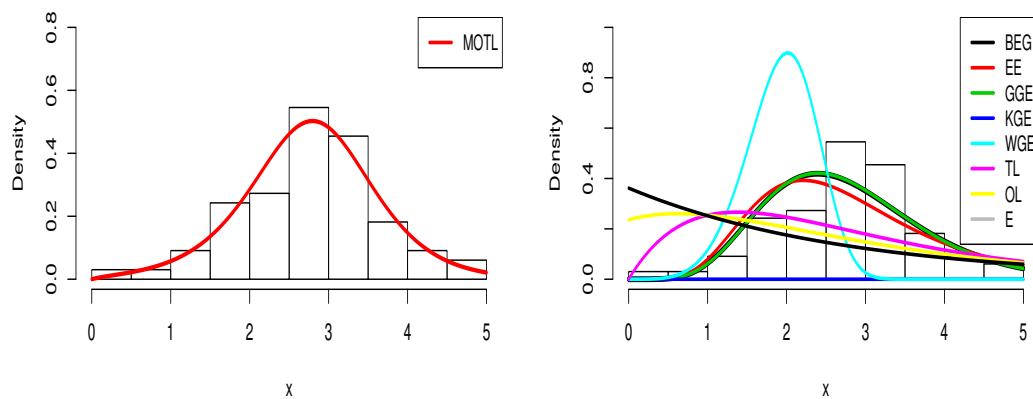 Density
0.0 0.2 0.4 0.6 0.8
MOTL
0 1 2 3 4 5
x
Density
0.0 0.4 0.8
BEG
EE
GGE
KGE
WGE
TL
OL
E
0 1 2 3 4 5
x